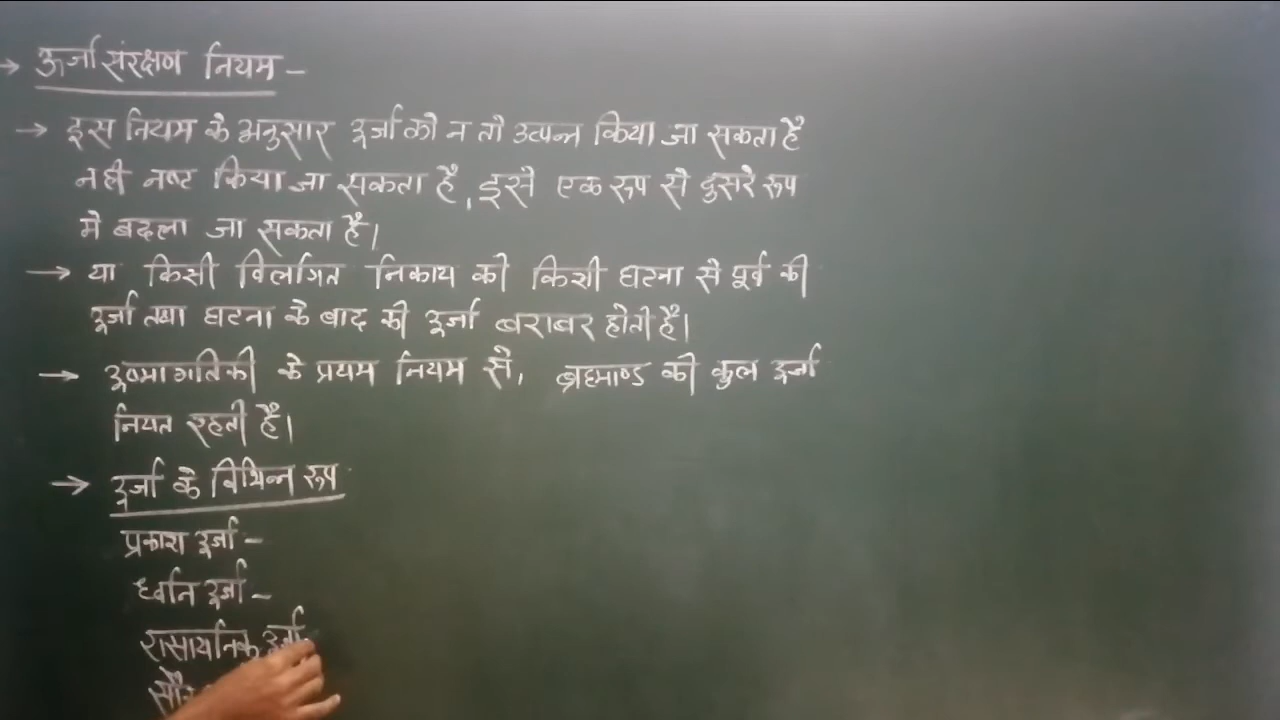 → ऊर्जा संरक्षण नियम -
→ इस नियम के अनुसार ऊर्जा को न तो उत्पन्न किया जा सकता है
नही नष्ट किया जा सकता है, इसे एक रूप से दुसरे रूप
मे बदला जा सकता है।
→ या किसी विलगित निकाय की किसी घटना से पूर्व की
ऊर्जा तथा घटना के बाद की ऊर्जा बराबर होती है।
→ ऊष्मागतिकी के प्रथम नियम से, ब्रह्माण्ड की कुल ऊर्जा
नियत रहती है।
→ ऊर्जा के विभिन्न रूप
प्रकाश ऊर्जा -
ध्वनि ऊर्जा -
रासायनिक ऊर्जा